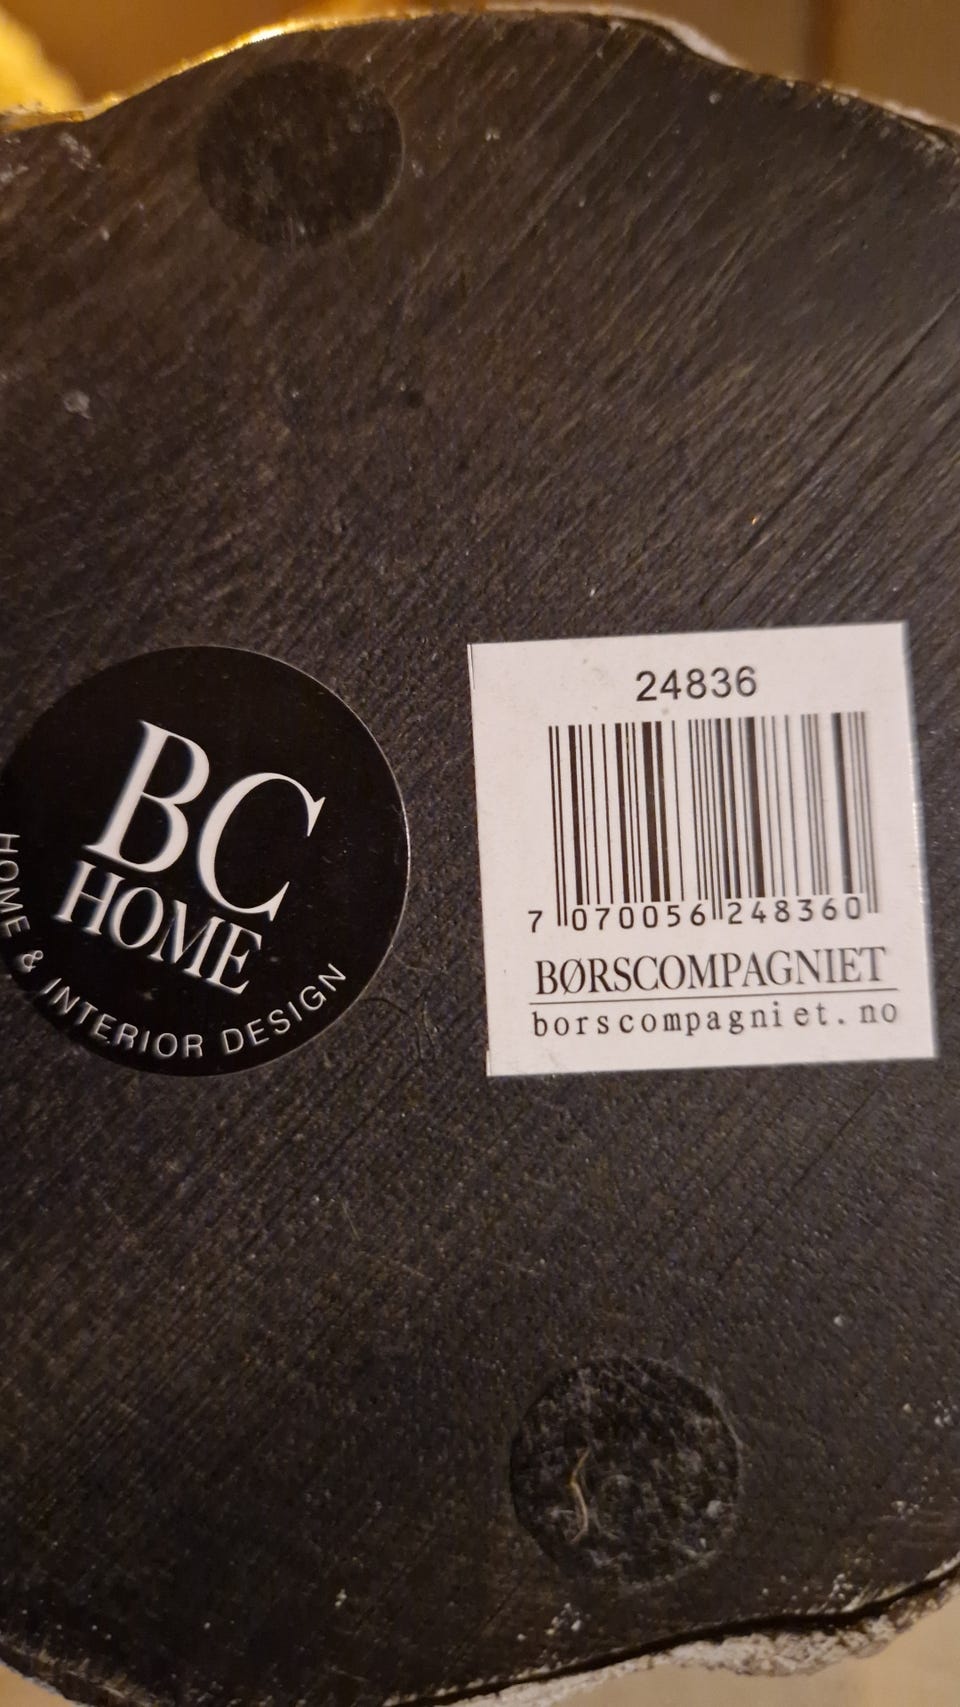 BC
HOME
HOME & INTERIOR DESIGN
24836
7 070056 248360
BØRSCOMPAGNIET
borscompagniet.no